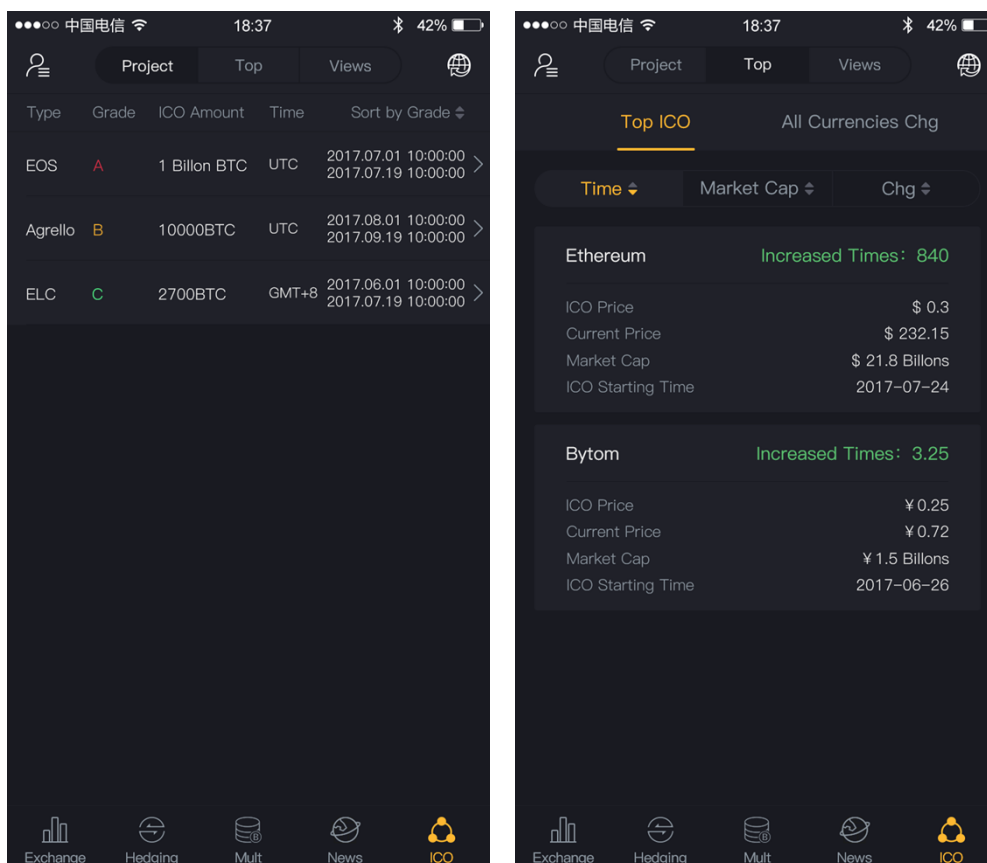 中国电信 18:37 42%
Project Top Views
Type Grade ICO Amount Time Sort by Grade
EOS A 1 Billon BTC UTC 2017.07.01 10:00:00
2017.07.19 10:00:00
Agrello B 10000BTC UTC 2017.08.01 10:00:00
2017.09.19 10:00:00
ELC C 2700BTC GMT+8 2017.06.01 10:00:00
2017.07.19 10:00:00
Exchange Hedging Mult News ICO
中国电信 18:37 42%
Project Top Views
Top ICO All Currencies Chg
Time Market Cap Chg
Ethereum Increased Times: 840
ICO Price $ 0.3
Current Price $ 232.15
Market Cap $ 21.8 Billons
ICO Starting Time 2017-07-24
Bytom Increased Times: 3.25
ICO Price ¥ 0.25
Current Price ¥ 0.72
Market Cap ¥ 1.5 Billons
ICO Starting Time 2017-06-26
Exchange Hedging Mult News ICO